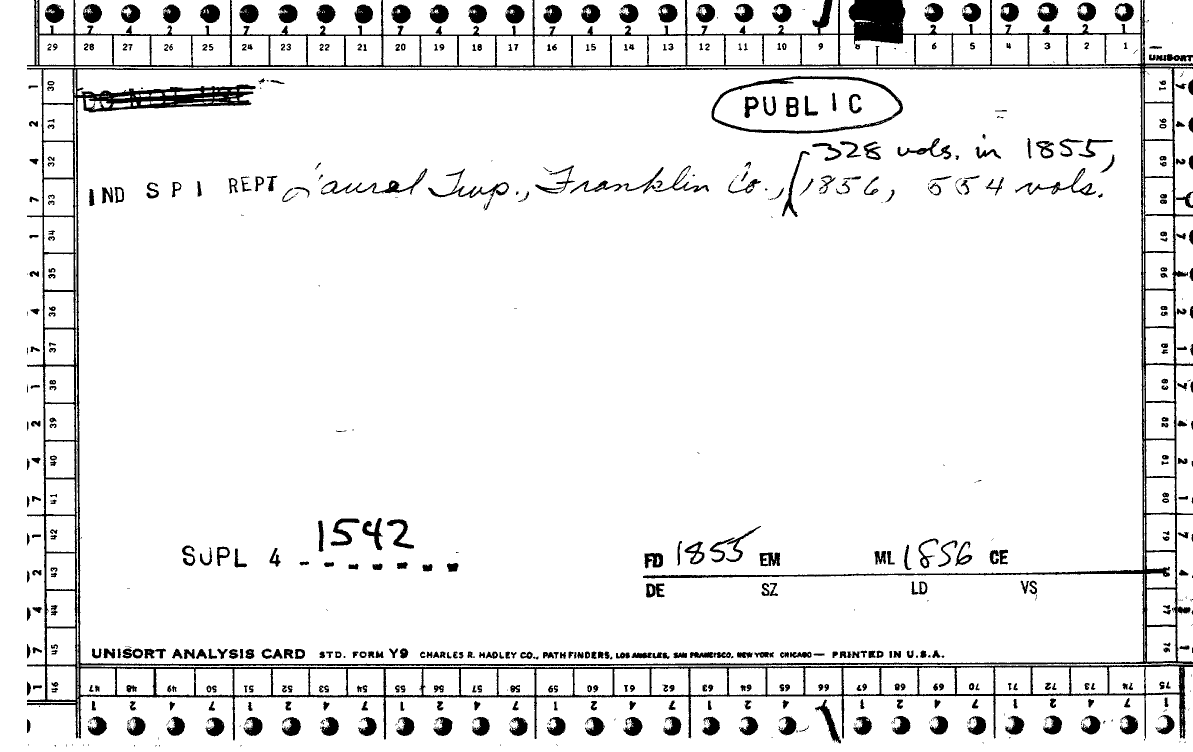 1 7 4 2 1 7 4 2 1 7 4 2 1 7 4 2 1 7 4 2 1 2 1 7 4 2 1
29 28 27 26 25 24 23 22 21 20 19 18 17 16 15 14 13 12 11 10 9 8 6 5 4 3 2 1
UNISORT
DO NOT USE
PUBLIC
328 vols. in 1855,
IND S P I REPT Laurel Twp., Franklin Co., 1856, 554 vols.
1 30
2 31
4 32
7 33
1 34
2 35
4 36
7 37
1 38
2 39
4 40
7 41
1 42
2 43
4 44
7 45
1 46
91
90
89
88
87
86
85
84
83
82
81
80
79
77
76
1542
SUPL 4 - - - - - -
FD 1855 EM ML 1856 CE
DE SZ LD VS
UNISORT ANALYSIS CARD STD. FORM Y9 CHARLES R. HADLEY CO., PATHFINDERS, LOS ANGELES, SAN FRANCISCO, NEW YORK CHICAGO — PRINTED IN U.S.A.
47 48 49 50 51 52 53 54 55 56 57 58 59 60 61 62 63 64 65 66 67 68 69 70 71 72 73 74 75
1 2 4 7 1 2 4 7 1 2 4 7 1 2 4 7 1 2 4 7 1 2 4 7 1 2 4 7 1